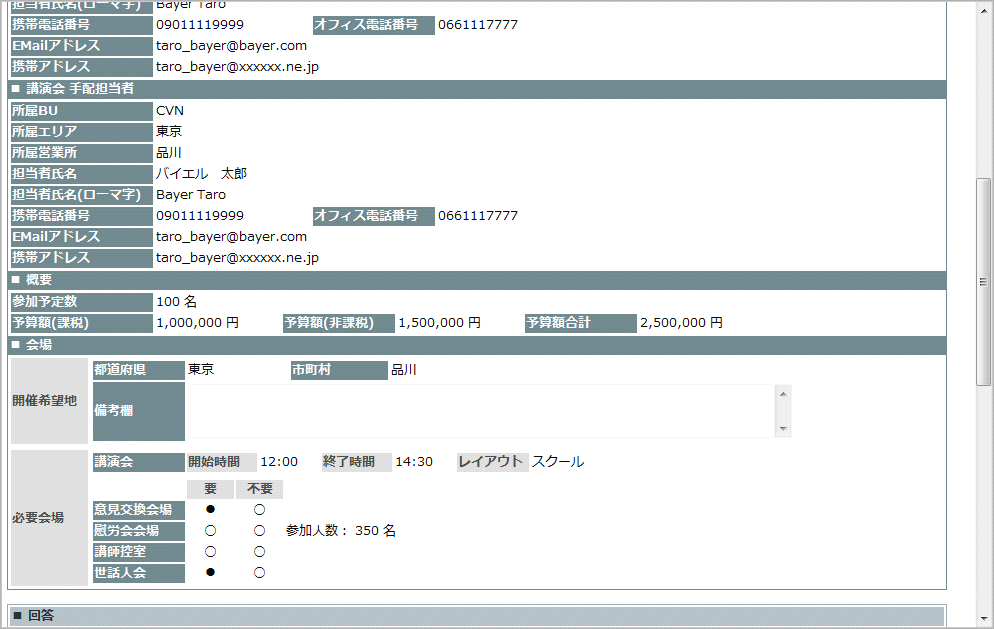 担当者氏名(ローマ字) Bayer Taro
携帯電話番号 09011119999 オフィス電話番号 0661117777
EMailアドレス taro_bayer@bayer.com
携帯アドレス taro_bayer@xxxxxx.ne.jp
■ 講演会 手配担当者
所属BU CVN
所属エリア 東京
所属営業所 品川
担当者氏名 バイエル　太郎
担当者氏名(ローマ字) Bayer Taro
携帯電話番号 09011119999 オフィス電話番号 0661117777
EMailアドレス taro_bayer@bayer.com
携帯アドレス taro_bayer@xxxxxx.ne.jp
■ 概要
参加予定数 100 名
予算額(課税) 1,000,000 円 予算額(非課税) 1,500,000 円 予算額合計 2,500,000 円
■ 会場
開催希望地
都道府県 東京 市町村 品川
備考欄
必要会場
講演会 開始時間 12:00 終了時間 14:30 レイアウト スクール
要 不要
意見交換会場 ● ○
慰労会会場 ○ ○ 参加人数： 350 名
講師控室 ○ ○
世話人会 ● ○
■ 回答